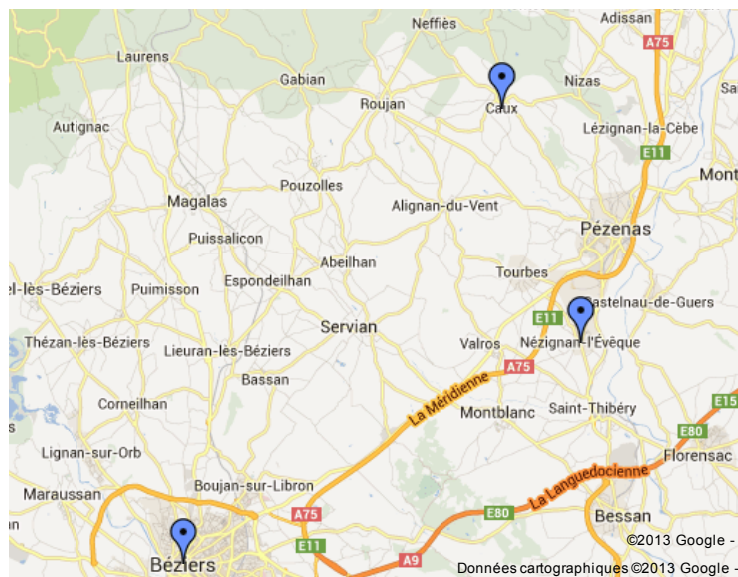 Neffiès
Adissan
A75
Laurens
Gabian
Nizas
Roujan
Caux
Autignac
Lézignan-la-Cèbe
E11
Mont
Pouzolles
Magalas
Alignan-du-Vent
Pézenas
Puissalicon
Abeilhan
Tourbes
Espondeilhan
el-lès-Béziers
Puimisson
astelnau-de-Guers
E11
Servian
Nézignan-l'Évêque
Valros
Thézan-lès-Béziers
Lieuran-lès-Béziers
A75
Bassan
La Méridienne
E15
Corneilhan
Montblanc
Saint-Thibéry
E80
Lignan-sur-Orb
Florensac
La Languedocienne
Boujan-sur-Libron
Maraussan
A75
E80
Bessan
an
E11
©2013 Google -
A9
Béziers
Données cartographiques ©2013 Google -